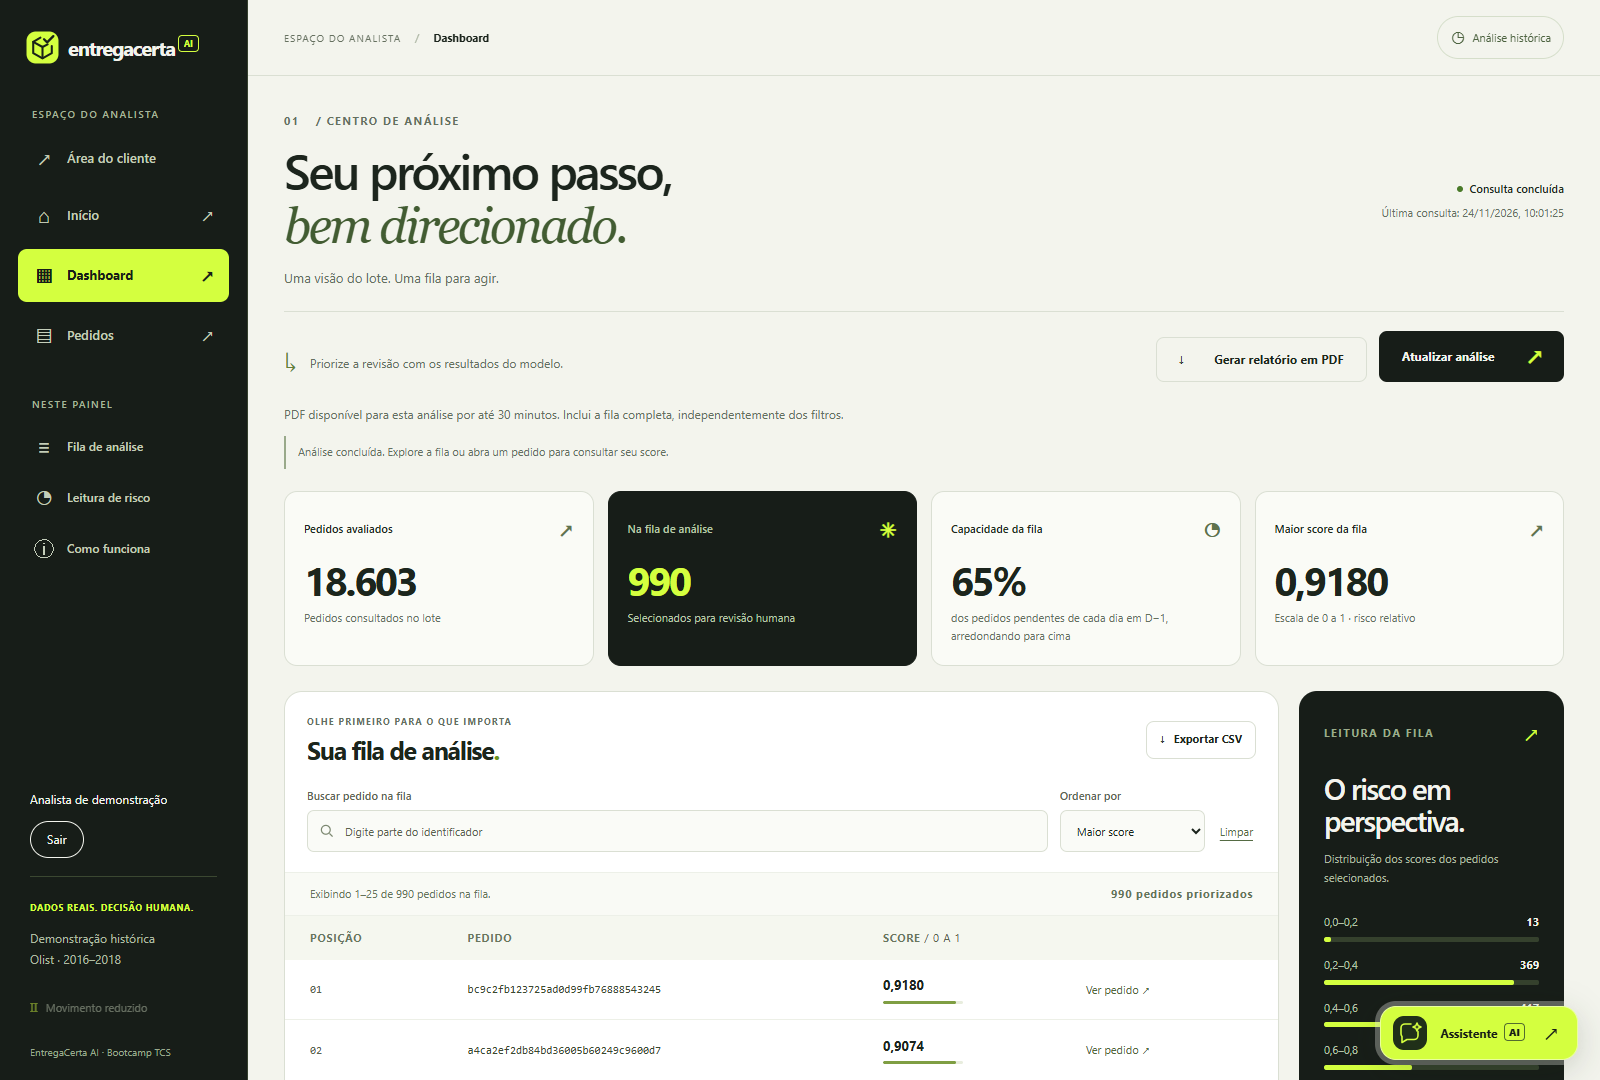 entregacerta AI
ESPAÇO DO ANALISTA
Área do cliente
Início
Dashboard
Pedidos
NESTE PAINEL
Fila de análise
Leitura de risco
Como funciona
Analista de demonstração
Sair
DADOS REAIS. DECISÃO HUMANA.
Demonstração histórica
Olist · 2016–2018
Movimento reduzido
EntregaCerta AI · Bootcamp TCS
ESPAÇO DO ANALISTA / Dashboard
Análise histórica
01 / CENTRO DE ANÁLISE
Seu próximo passo,
bem direcionado.
Uma visão do lote. Uma fila para agir.
Consulta concluída
Última consulta: 24/11/2026, 10:01:25
Priorize a revisão com os resultados do modelo.
Gerar relatório em PDF
Atualizar análise
PDF disponível para esta análise por até 30 minutos. Inclui a fila completa, independentemente dos filtros.
Análise concluída. Explore a fila ou abra um pedido para consultar seu score.
Pedidos avaliados
18.603
Pedidos consultados no lote
Na fila de análise
990
Selecionados para revisão humana
Capacidade da fila
65%
dos pedidos pendentes de cada dia em D−1,
arredondando para cima
Maior score da fila
0,9180
Escala de 0 a 1 · risco relativo
OLHE PRIMEIRO PARA O QUE IMPORTA
Sua fila de análise.
Exportar CSV
Buscar pedido na fila
Digite parte do identificador
Ordenar por
Maior score
Limpar
Exibindo 1–25 de 990 pedidos na fila.
990 pedidos priorizados
POSIÇÃO PEDIDO SCORE / 0 A 1
01 bc9c2fb123725ad0d99fb76888543245 0,9180 Ver pedido ↗
02 a4ca2ef2db84bd36005b60249c9600d7 0,9074 Ver pedido ↗
LEITURA DA FILA
O risco em
perspectiva.
Distribuição dos scores dos pedidos
selecionados.
0,0–0,2 13
0,2–0,4 369
0,4–0,6
0,6–0,8
Assistente AI